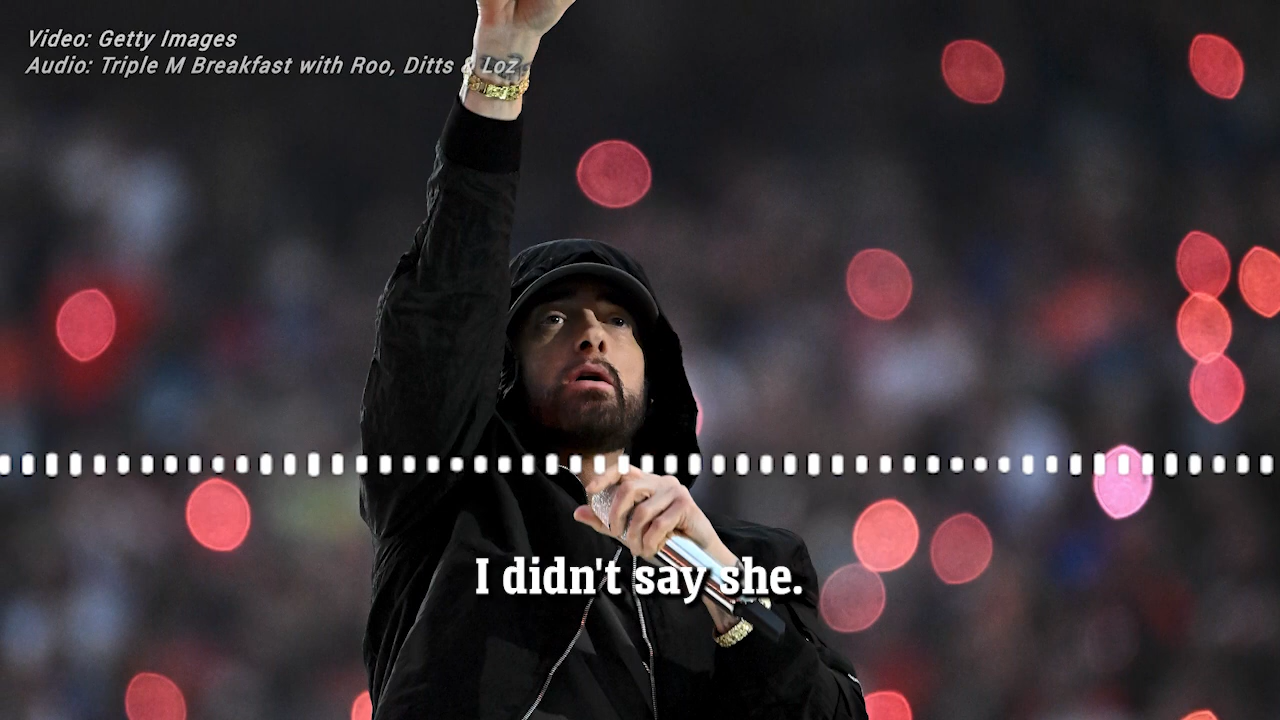 Video: Getty Images
Audio: Triple M Breakfast with Roo, Ditts & Loz
I didn't say she.